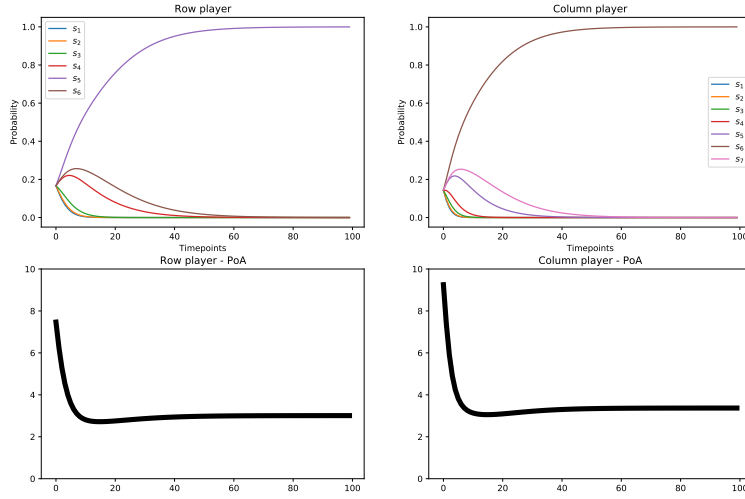 Row player
Column player
1.0
0.8
0.6
0.4
0.2
0.0
Probability
s1
s2
s3
s4
s5
s6
0
20
40
60
80
100
Timepoints
1.0
0.8
0.6
0.4
0.2
0.0
Probability
s1
s2
s3
s4
s5
s6
s7
0
20
40
60
80
100
Timepoints
Row player - PoA
Column player - PoA
10
8
6
4
2
0
0
20
40
60
80
100
10
8
6
4
2
0
0
20
40
60
80
100